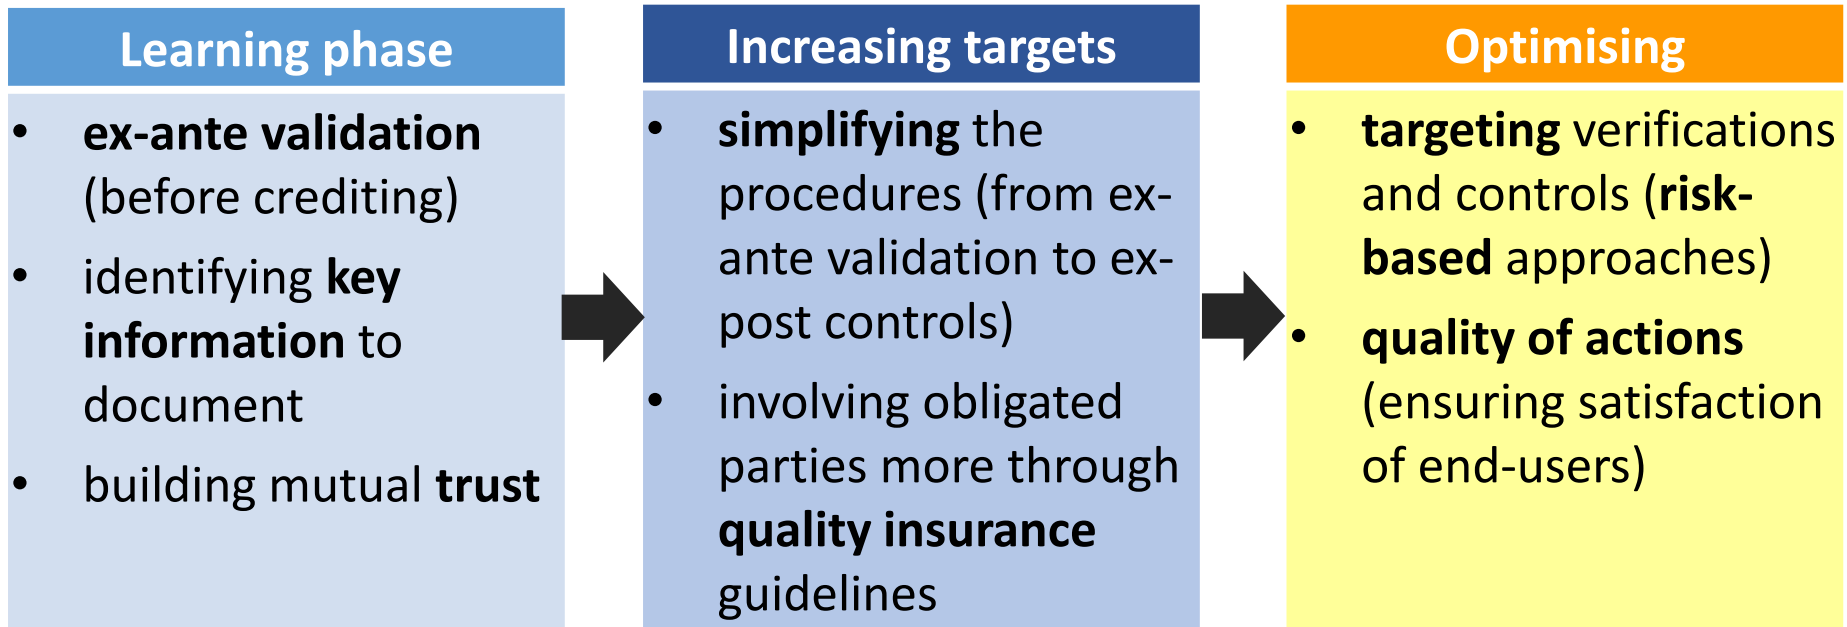 Learning phase
• ex-ante validation
(before crediting)
• identifying key
information to
document
• building mutual trust
Increasing targets
• simplifying the
procedures (from ex-
ante validation to ex-
post controls)
• involving obligated
parties more through
quality insurance
guidelines
Optimising
• targeting verifications
and controls (risk-
based approaches)
• quality of actions
(ensuring satisfaction
of end-users)